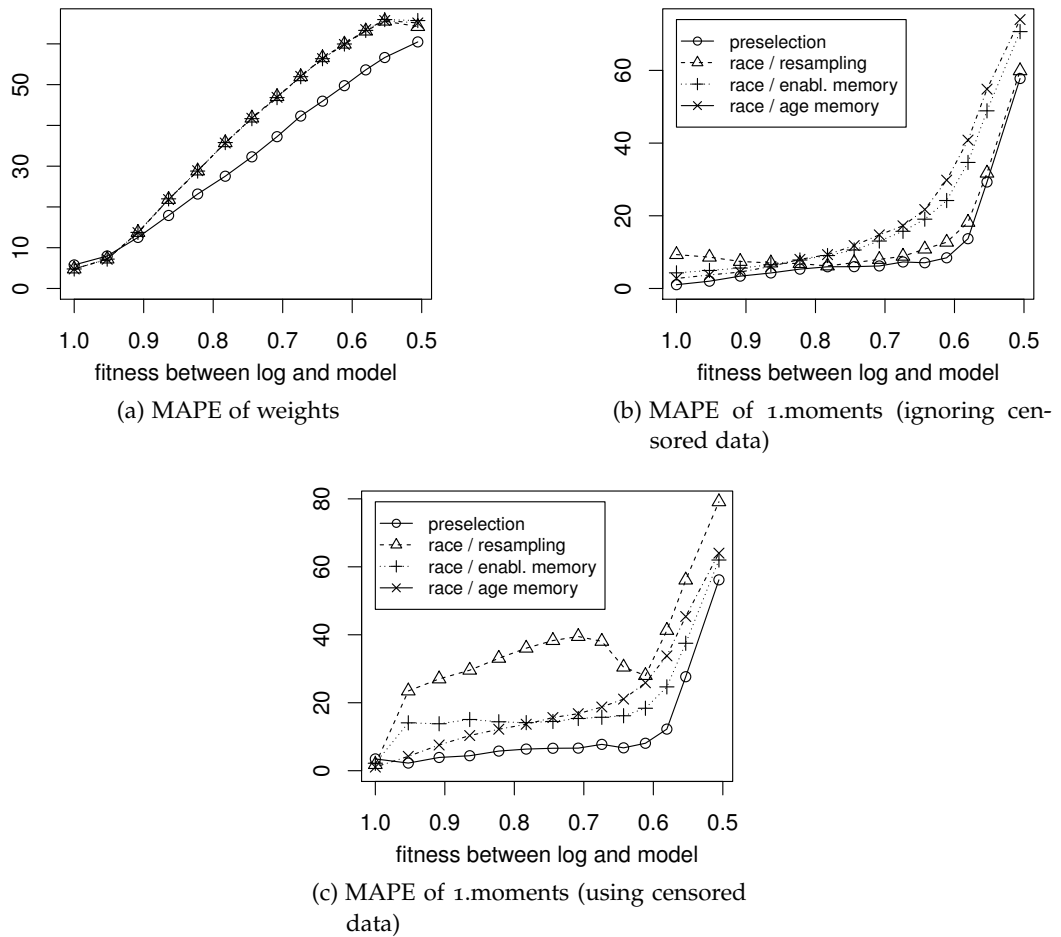 10 30 50
1.0 0.9 0.8 0.7 0.6 0.5
fitness between log and model
(a) MAPE of weights
0 20 40 60
preselection
race / resampling
race / enabl. memory
race / age memory
1.0 0.9 0.8 0.7 0.6 0.5
fitness between log and model
(b) MAPE of 1.moments (ignoring cen-
sored data)
0 20 40 60 80
preselection
race / resampling
race / enabl. memory
race / age memory
1.0 0.9 0.8 0.7 0.6 0.5
fitness between log and model
(c) MAPE of 1.moments (using censored
data)